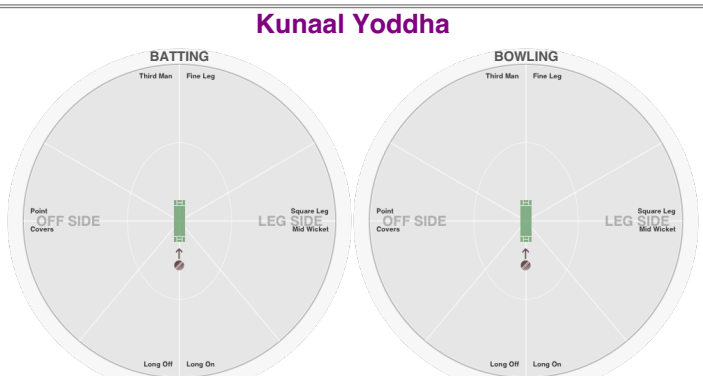 Kunaal Yoddha
BATTING
Third Man Fine Leg
Point
OFF SIDE
Covers
Square Leg
LEG SIDE
Mid Wicket
Long Off Long On
BOWLING
Third Man Fine Leg
Point
OFF SIDE
Covers
Square Leg
LEG SIDE
Mid Wicket
Long Off Long On